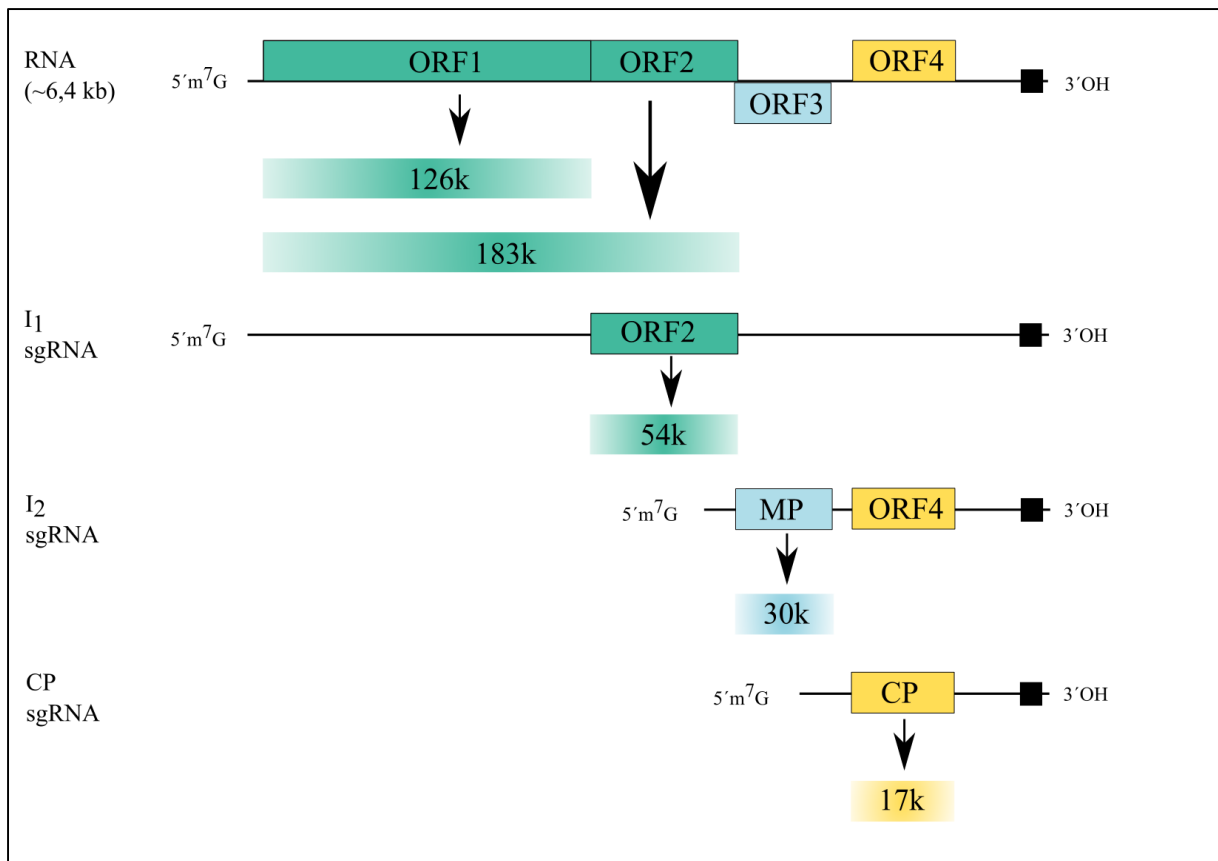 RNA
(~6,4 kb)
5´m⁷G
ORF1
ORF2
ORF3
ORF4
3´OH
126k
183k
I₁
sgRNA
5´m⁷G
ORF2
3´OH
54k
I₂
sgRNA
5´m⁷G
MP
ORF4
3´OH
30k
CP
sgRNA
5´m⁷G
CP
3´OH
17k